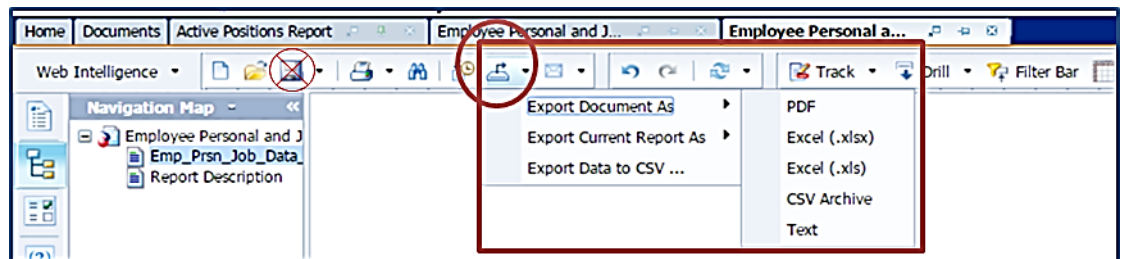 Home Documents Active Positions Report Employee Personal and J... Employee Personal a...
Web Intelligence Track Drill Filter Bar
Navigation Map
Employee Personal and J
Emp_Prsn_Job_Data_
Report Description
Export Document As
Export Current Report As
Export Data to CSV ...
PDF
Excel (.xlsx)
Excel (.xls)
CSV Archive
Text